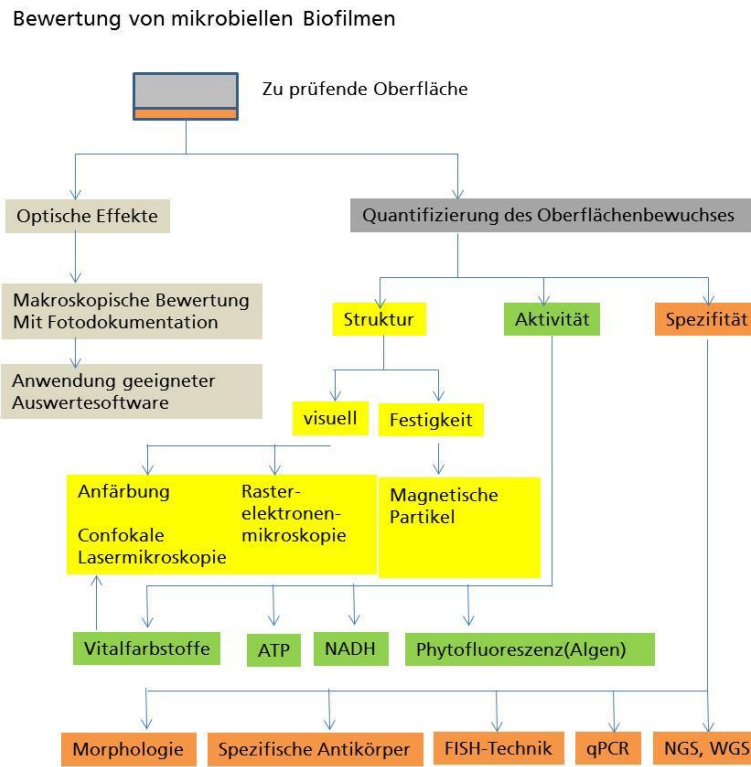 Bewertung von mikrobiellen Biofilmen
Zu prüfende Oberfläche
Optische Effekte
Quantifizierung des Oberflächenbewuchses
Makroskopische Bewertung
Mit Fotodokumentation
Struktur
Aktivität
Spezifität
Anwendung geeigneter
Auswertesoftware
visuell
Festigkeit
Anfärbung
Confokale
Lasermikroskopie
Raster-
elektronen-
mikroskopie
Magnetische
Partikel
Vitalfarbstoffe
ATP
NADH
Phytofluoreszenz(Algen)
Morphologie
Spezifische Antikörper
FISH-Technik
qPCR
NGS, WGS